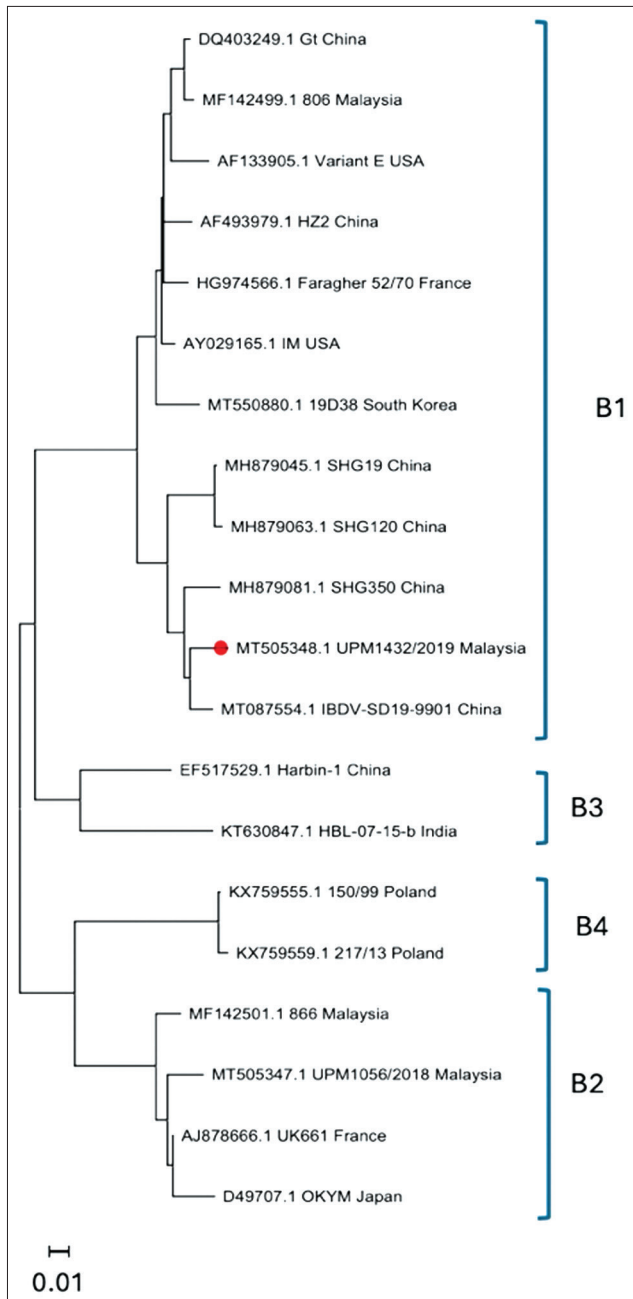 DQ403249.1 Gt China
MF142499.1 806 Malaysia
AF133905.1 Variant E USA
AF493979.1 HZ2 China
HG974566.1 Faragher 52/70 France
AY029165.1 IM USA
MT550880.1 19D38 South Korea
B1
MH879045.1 SHG19 China
MH879063.1 SHG120 China
MH879081.1 SHG350 China
MT505348.1 UPM1432/2019 Malaysia
MT087554.1 IBDV-SD19-9901 China
EF517529.1 Harbin-1 China
B3
KT630847.1 HBL-07-15-b India
KX759555.1 150/99 Poland
B4
KX759559.1 217/13 Poland
MF142501.1 866 Malaysia
MT505347.1 UPM1056/2018 Malaysia
B2
AJ878666.1 UK661 France
D49707.1 OKYM Japan
0.01